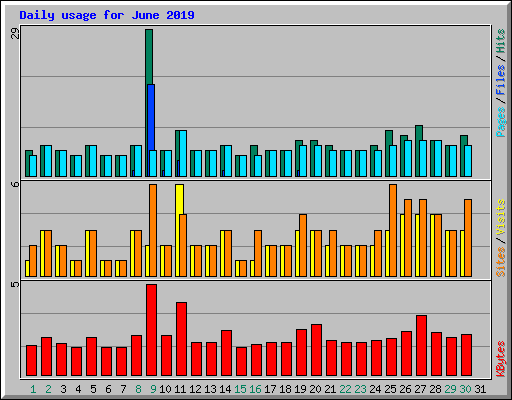 Daily usage for June 2019
29
Pages / Files / Hits
6
Sites / Visits
5
KBytes
1 2 3 4 5 6 7 8 9 10 11 12 13 14 15 16 17 18 19 20 21 22 23 24 25 26 27 28 29 30 31